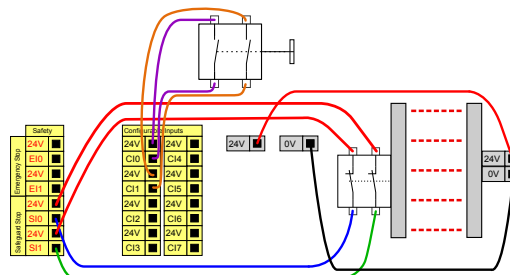 Safety
Emergency Stop
24V
EI0
24V
EI1
Safeguard Stop
24V
SI0
24V
SI1
Configurable Inputs
24V 24V
CI0 CI4
24V 24V
CI1 CI5
24V 24V
CI2 CI6
24V 24V
CI3 CI7
24V
0V
24V
0V